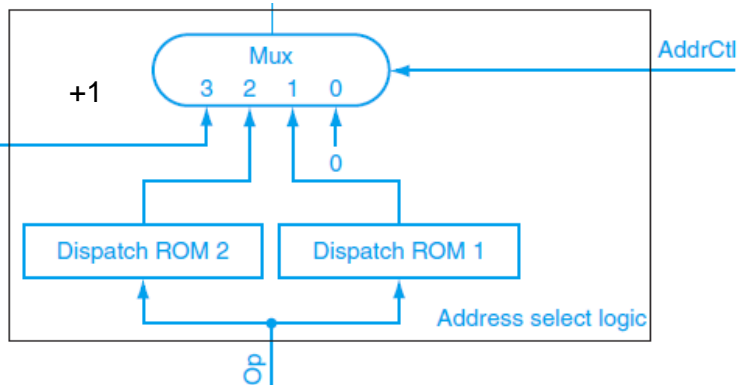 Mux
AddrCtl
+1
3 2 1 0
0
Dispatch ROM 2
Dispatch ROM 1
Address select logic
Op